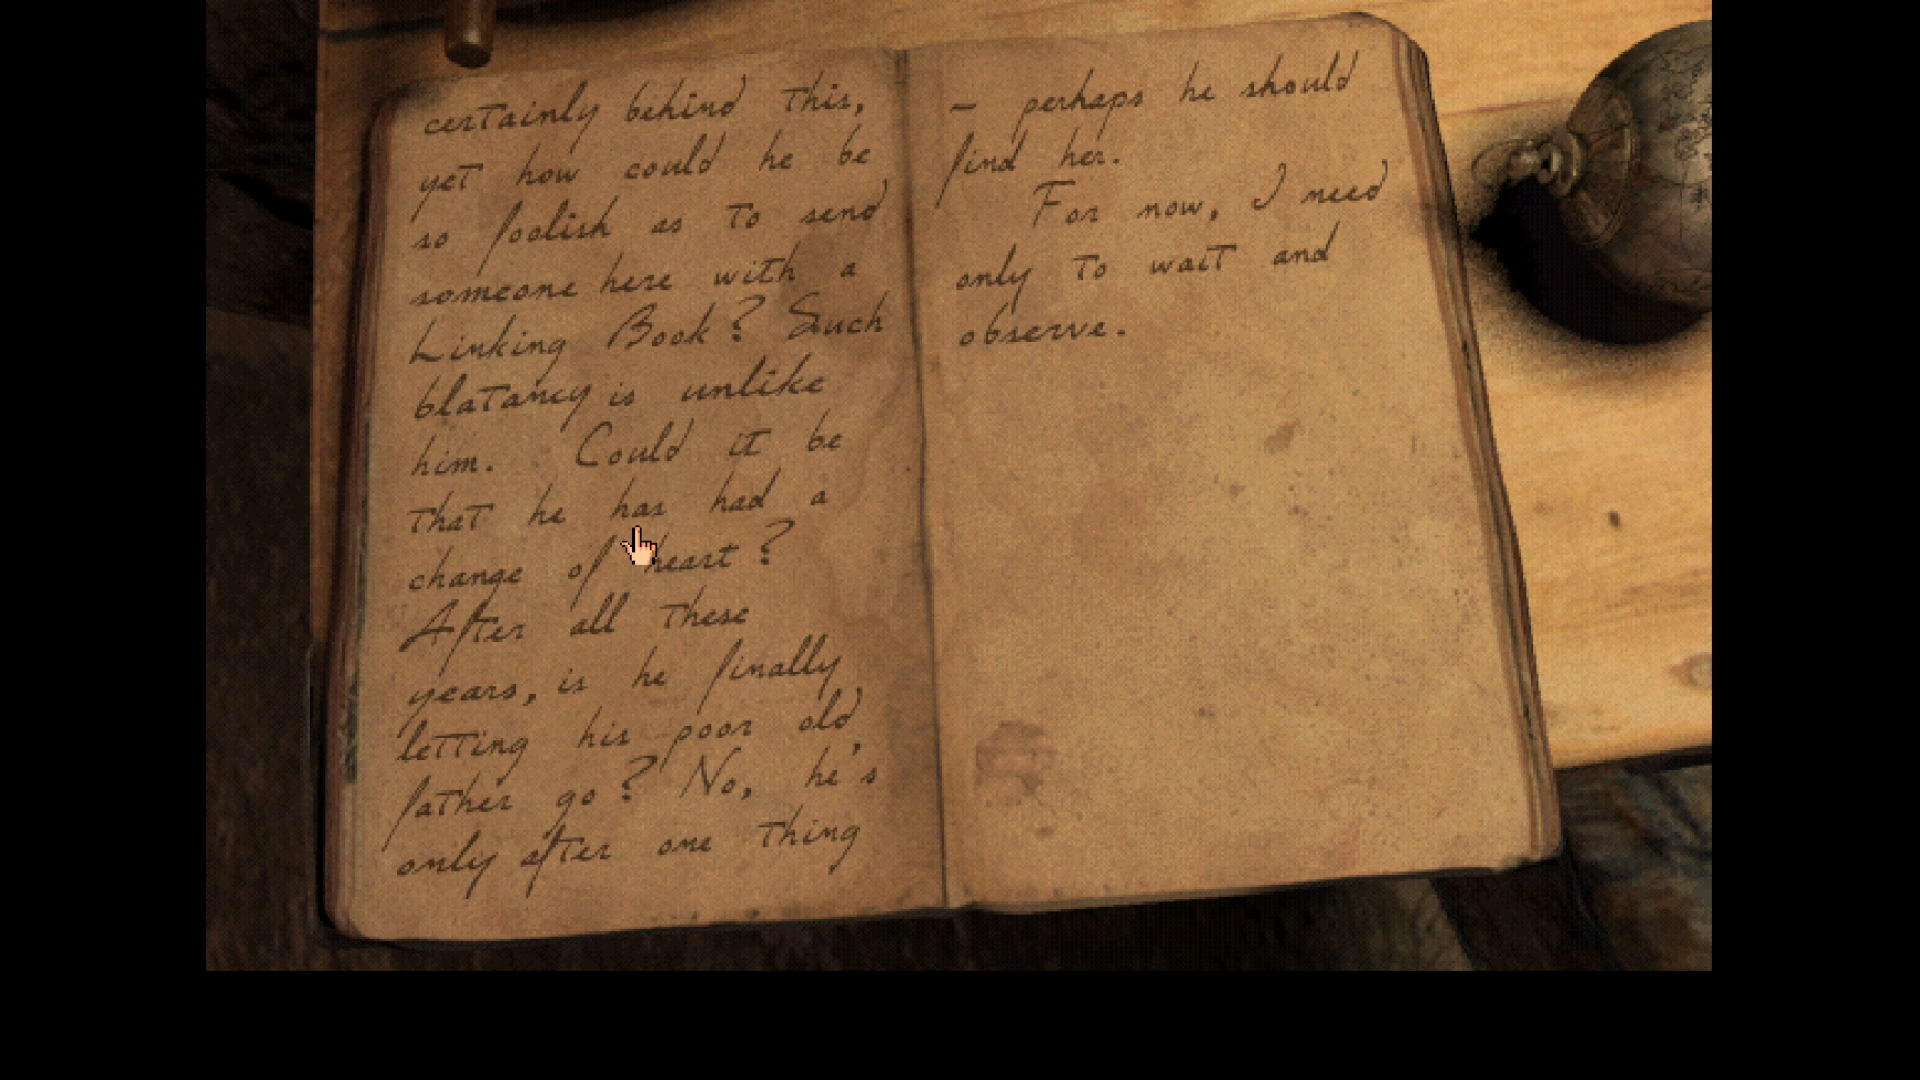 certainly behind this,
yet how could he be
so foolish as to send
someone here with a
Linking Book? Such
blatancy is unlike
him. Could it be
that he has had a
change of heart?
After all these
years, is he finally
letting his poor old
father go? No, he's
only after one thing
- perhaps he should
find her.
For now, I need
only to wait and
observe.